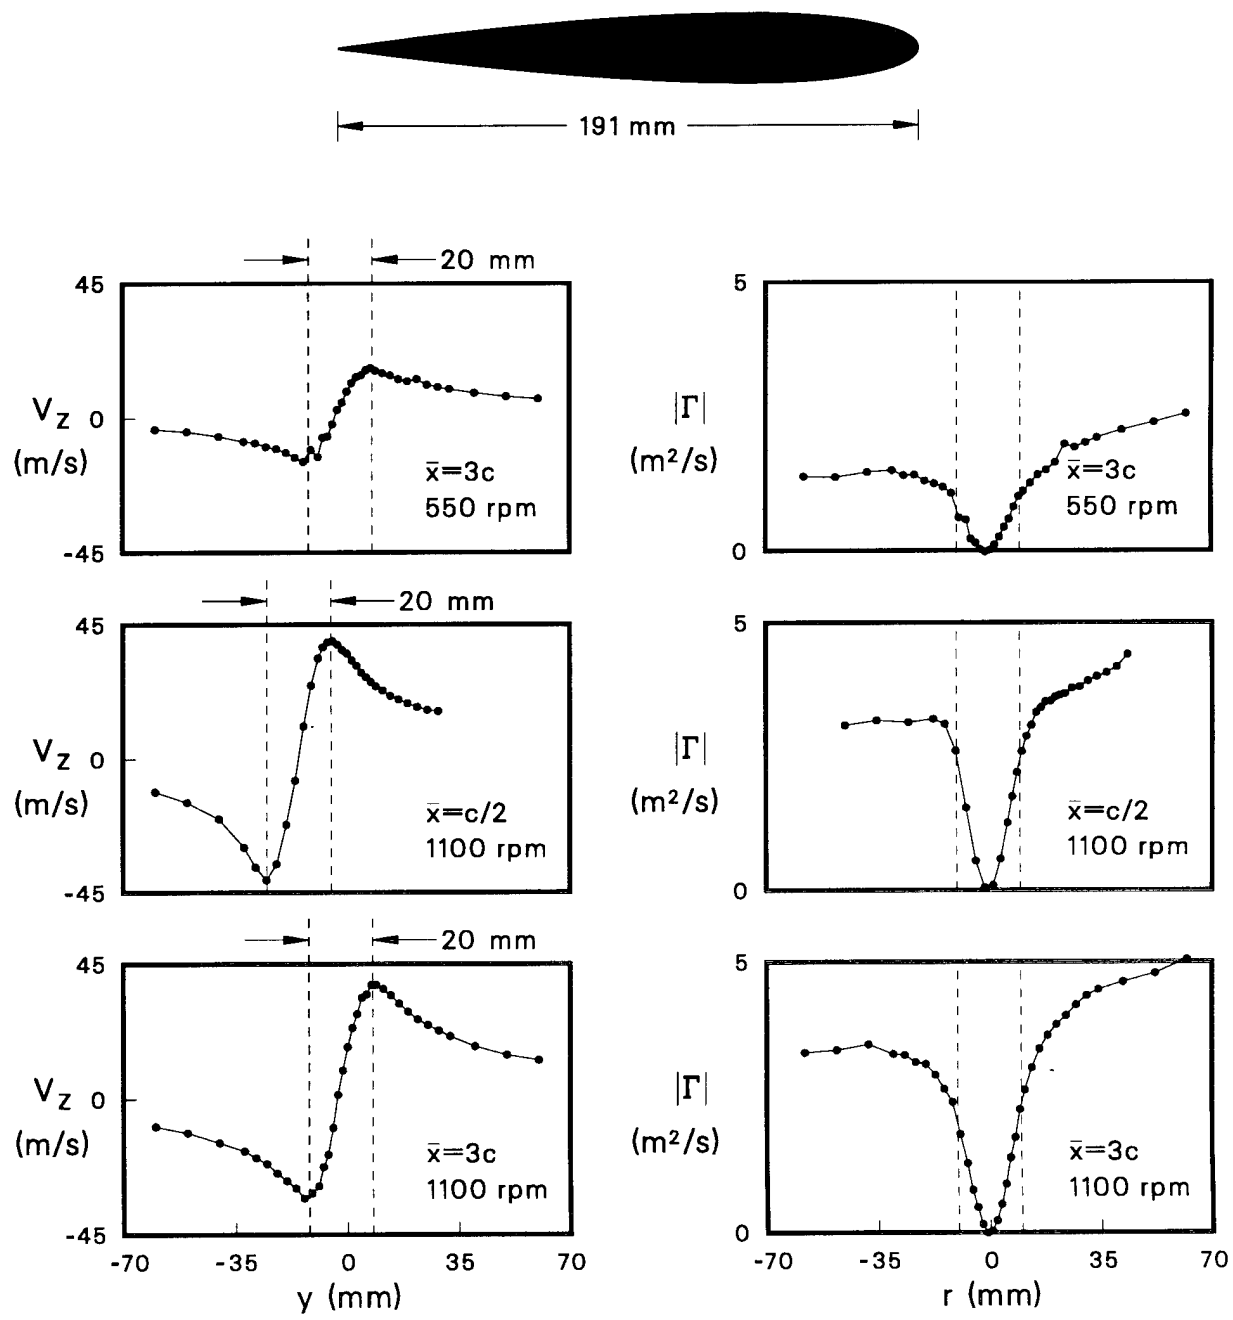 191 mm
20 mm
45
V_Z 0
(m/s)
-45
x̄=3c
550 rpm
5
|Γ|
(m²/s)
0
x̄=3c
550 rpm
20 mm
45
V_Z 0
(m/s)
-45
x̄=c/2
1100 rpm
5
|Γ|
(m²/s)
0
x̄=c/2
1100 rpm
20 mm
45
V_Z 0
(m/s)
-45
x̄=3c
1100 rpm
-70 -35 0 35 70
y (mm)
5
|Γ|
(m²/s)
0
x̄=3c
1100 rpm
-70 -35 0 35 70
r (mm)